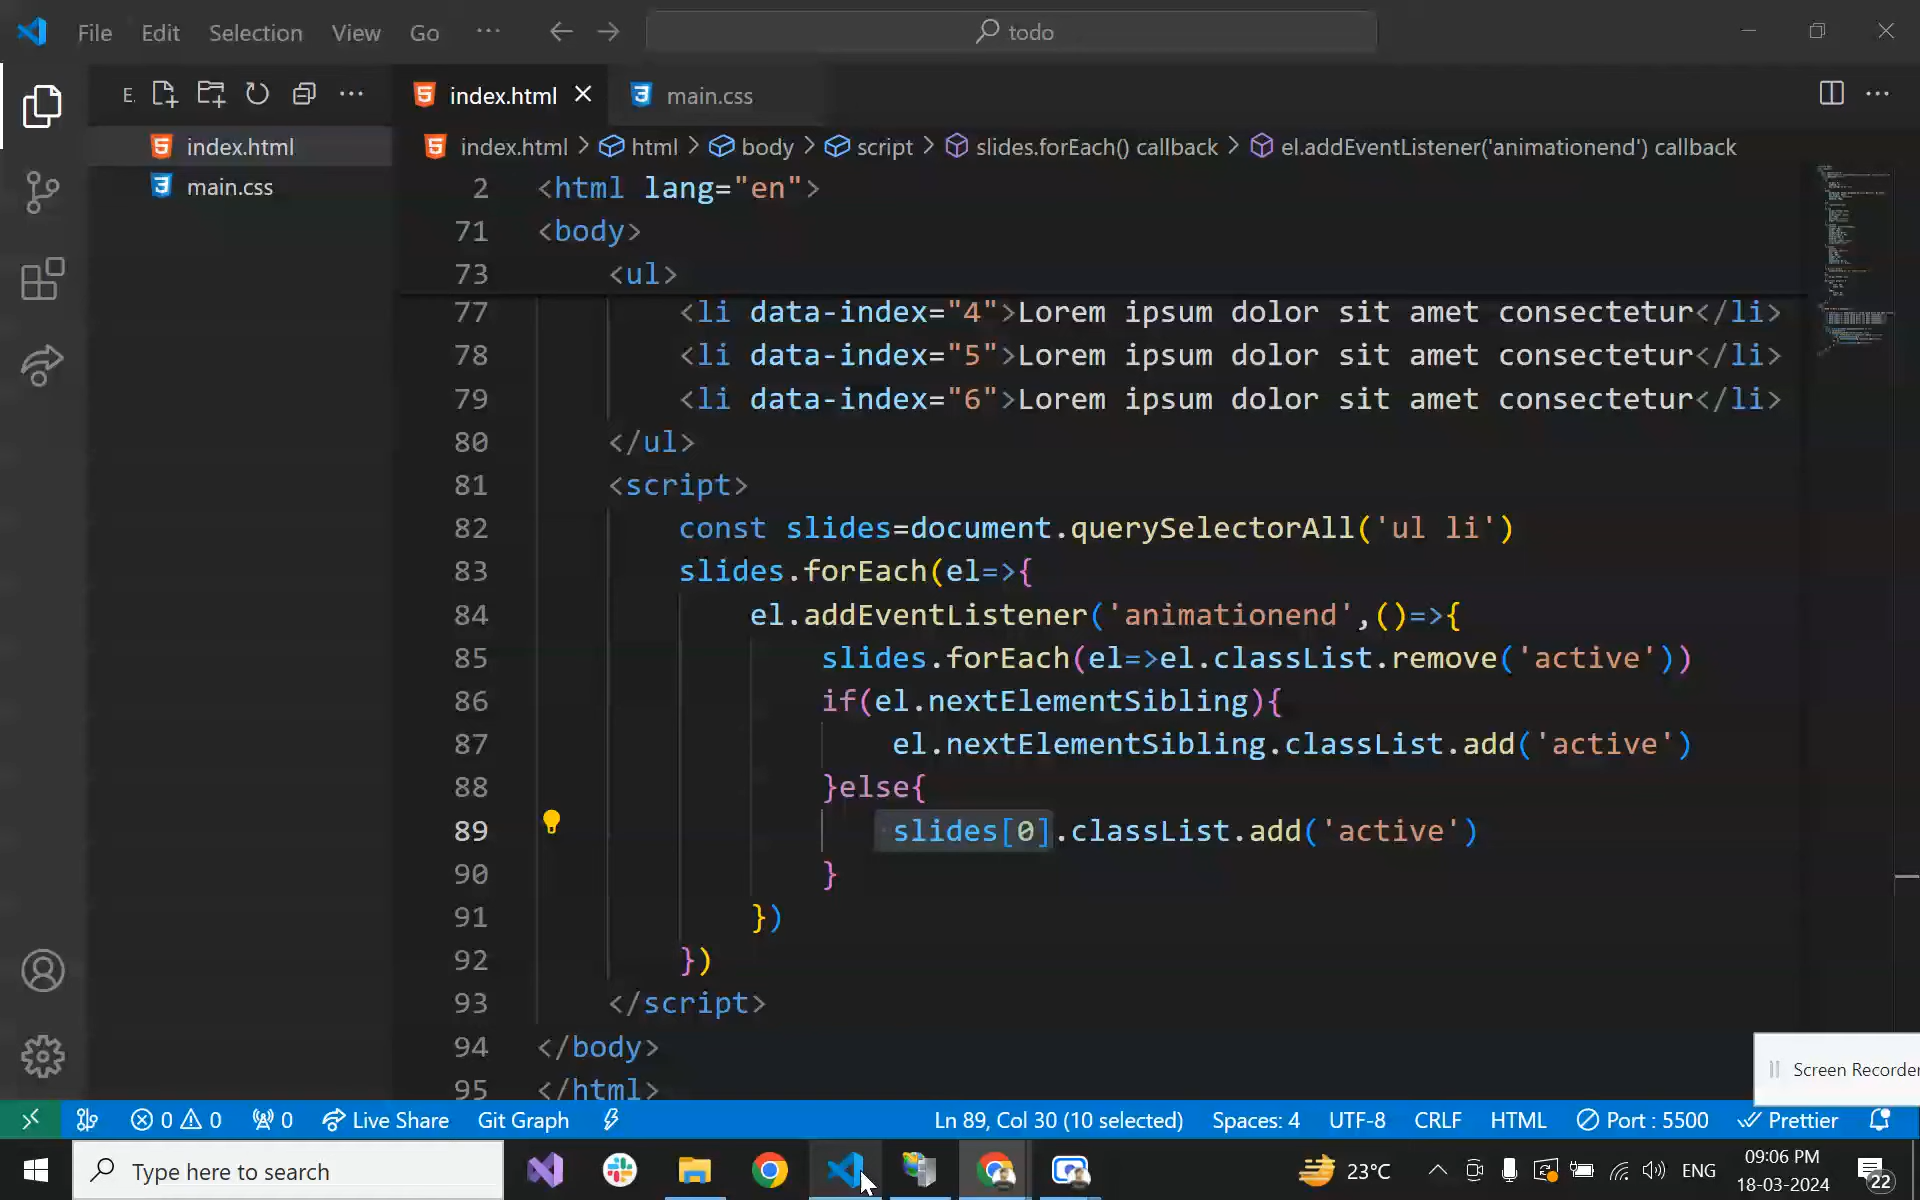 File Edit Selection View Go ··· todo
E. index.html main.css
index.html > html > body > script > slides.forEach() callback > el.addEventListener('animationend') callback
index.html
main.css
2 <html lang="en">
71 <body>
73 <ul>
77 <li data-index="4">Lorem ipsum dolor sit amet consectetur</li>
78 <li data-index="5">Lorem ipsum dolor sit amet consectetur</li>
79 <li data-index="6">Lorem ipsum dolor sit amet consectetur</li>
80 </ul>
81 <script>
82 const slides=document.querySelectorAll('ul li')
83 slides.forEach(el=>{
84 el.addEventListener('animationend',()=>{
85 slides.forEach(el=>el.classList.remove('active'))
86 if(el.nextElementSibling){
87 el.nextElementSibling.classList.add('active')
88 }else{
89 slides[0].classList.add('active')
90 }
91 })
92 })
93 </script>
94 </body>
95 </html>
Screen Recorder
0 0 0 Live Share Git Graph Ln 89, Col 30 (10 selected) Spaces: 4 UTF-8 CRLF HTML Port : 5500 Prettier
Type here to search 23°C ENG 09:06 PM
18-03-2024 22